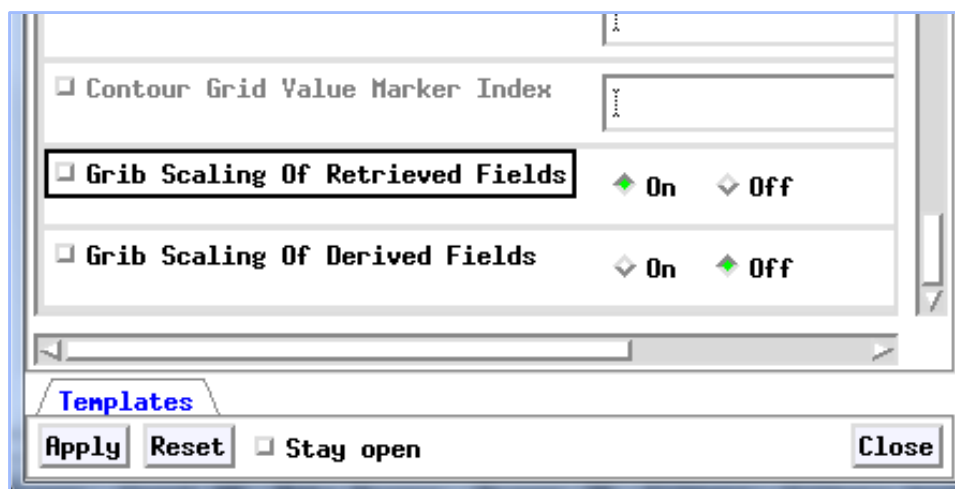 Contour Grid Value Marker Index
Grib Scaling Of Retrieved Fields On Off
Grib Scaling Of Derived Fields On Off
Templates
Apply Reset Stay open Close